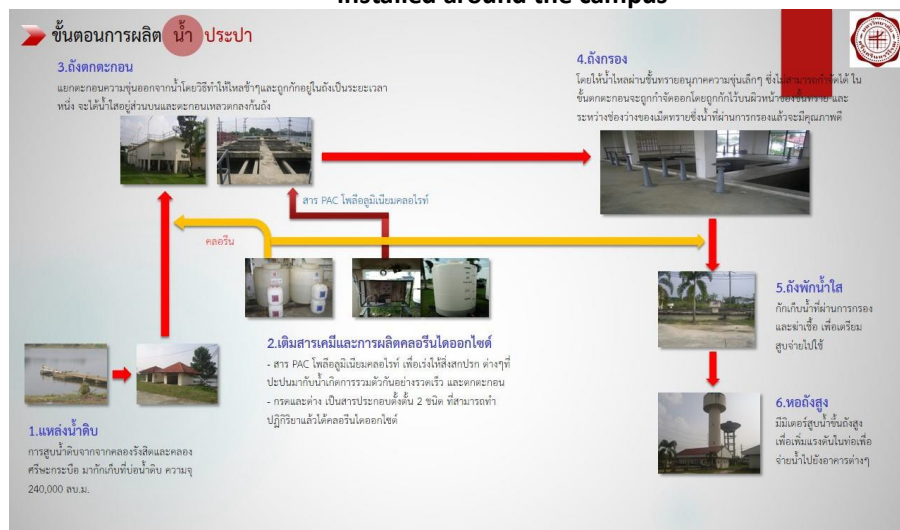 installed around the campus
ขั้นตอนการผลิต น้ำ ประปา
3.ถังตกตะกอน
แยกตะกอนความขุ่นออกจากน้ำโดยวิธีทำให้ไหลช้าๆและถูกกักอยู่ในถังเป็นระยะเวลา
หนึ่ง จะได้น้ำใสอยู่ส่วนบนและตะกอนเหลวตกลงก้นถัง
4.ถังกรอง
โดยให้น้ำไหลผ่านชั้นทรายอนุภาคความขุ่นเล็กๆ ซึ่งไม่สามารถกำจัดได้ ใน
ขั้นตกตะกอนจะถูกกำจัดออกโดยถูกกักไว้บนผิวหน้าของชั้นทราย และ
ระหว่างช่องว่างของเม็ดทรายซึ่งน้ำที่ผ่านการกรองแล้วจะมีคุณภาพดี
สาร PAC โพลีอลูมิเนียมคลอไรท์
คลอรีน
2.เติมสารเคมีและการผลิตคลอรีนไดออกไซด์
- สาร PAC โพลีอลูมิเนียมคลอไรท์ เพื่อเร่งให้สิ่งสกปรก ต่างๆที่
ปะปนมากับน้ำเกิดการรวมตัวกันอย่างรวดเร็ว และตกตะกอน
- กรดและด่าง เป็นสารประกอบตั้งต้น 2 ชนิด ที่สามารถทำ
ปฏิกิริยาแล้วได้คลอรีนไดออกไซด์
1.แหล่งน้ำดิบ
การสูบน้ำดิบจากจากคลองรังสิตและคลอง
ศรีษะกระบือ มากักเก็บที่บ่อน้ำดิบ ความจุ
240,000 ลบ.ม.
5.ถังพักน้ำใส
กักเก็บน้ำที่ผ่านการกรอง
และฆ่าเชื้อ เพื่อเตรียม
สูบจ่ายไปใช้
6.หอถังสูง
มีมิเตอร์สูบน้ำขึ้นถังสูง
เพื่อเพิ่มแรงดันในท่อเพื่อ
จ่ายน้ำไปยังอาคารต่างๆ